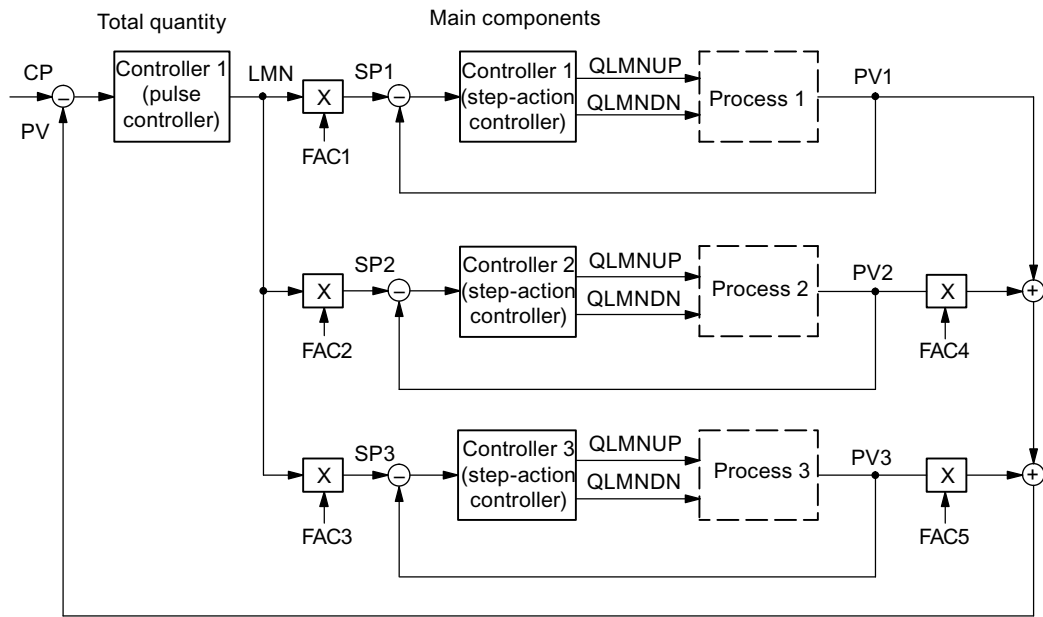 Total quantity
Main components
CP
PV
Controller 1
(pulse
controller)
LMN
X
FAC1
SP1
Controller 1
(step-action
controller)
QLMNUP
QLMNDN
Process 1
PV1
X
FAC2
SP2
Controller 2
(step-action
controller)
QLMNUP
QLMNDN
Process 2
PV2
X
FAC4
X
FAC3
SP3
Controller 3
(step-action
controller)
QLMNUP
QLMNDN
Process 3
PV3
X
FAC5